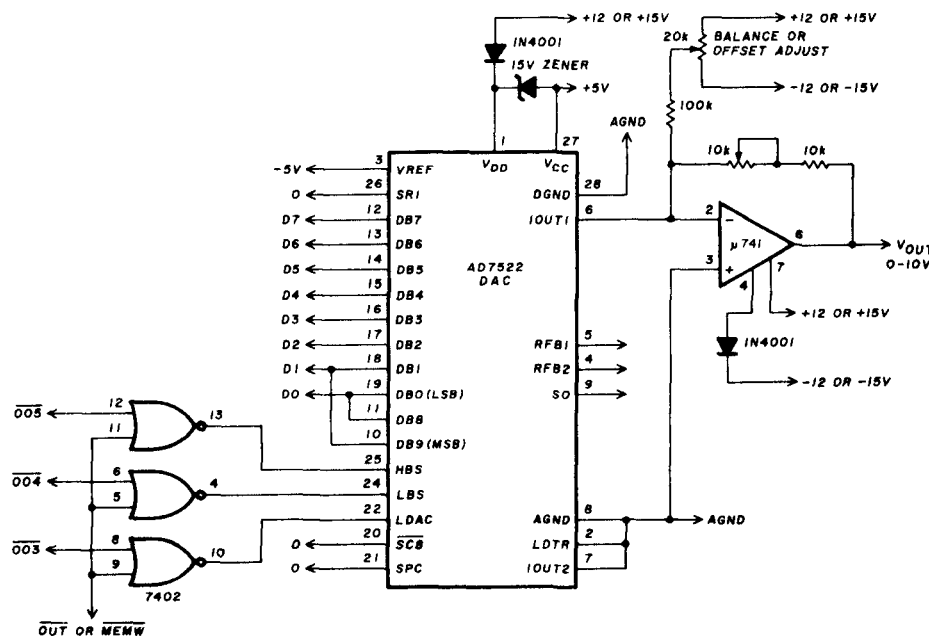 +12 OR +15V
1N4001
15V ZENER
+5V
1
27
20k
+12 OR +15V
BALANCE OR
OFFSET ADJUST
-12 OR -15V
100k
AGND
10k
10k
-5V
3
VREF
VDD
VCC
0
26
SRI
DGND
28
D7
12
DB7
IOUT1
6
D6
13
DB6
D5
14
DB5
D4
15
DB4
D3
16
DB3
D2
17
DB2
D1
18
DB1
D0
19
DB0 (LSB)
11
DB8
10
DB9 (MSB)
AD7522
DAC
2
-
μ741
3
+
6
7
4
VOUT
0-10V
+12 OR +15V
1N4001
-12 OR -15V
RFB1
5
RFB2
4
SO
9
005
12
11
13
25
HBS
004
6
5
4
24
LBS
003
8
9
10
22
LDAC
7402
0
20
SCB
0
21
SPC
AGND
8
AGND
LDTR
2
IOUT2
7
OUT OR MEMW